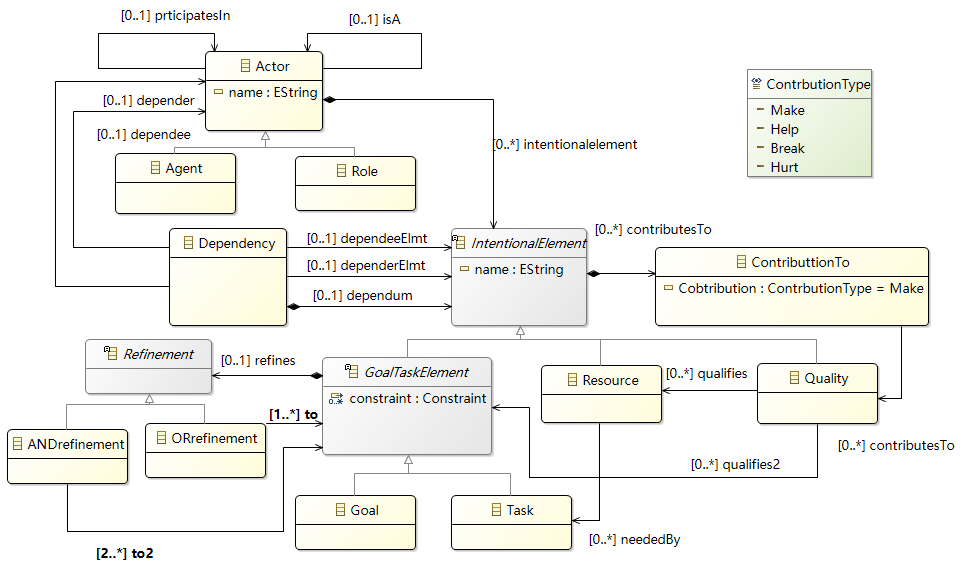 [0..1] prticipatesIn
[0..1] isA
Actor
name : EString
ContrbutionType
Make
Help
Break
Hurt
[0..1] depender
[0..1] dependee
[0..*] intentionalelement
Agent
Role
Dependency
[0..1] dependeeElmt
[0..1] dependerElmt
[0..1] dependum
IntentionalElement
name : EString
[0..*] contributesTo
ContributtionTo
Cobtribution : ContrbutionType = Make
Refinement
[0..1] refines
GoalTaskElement
constraint : Constraint
Resource
[0..*] qualifies
Quality
[1..*] to
ANDrefinement
ORrefinement
[0..*] contributesTo
[0..*] qualifies2
Goal
Task
[0..*] neededBy
[2..*] to2